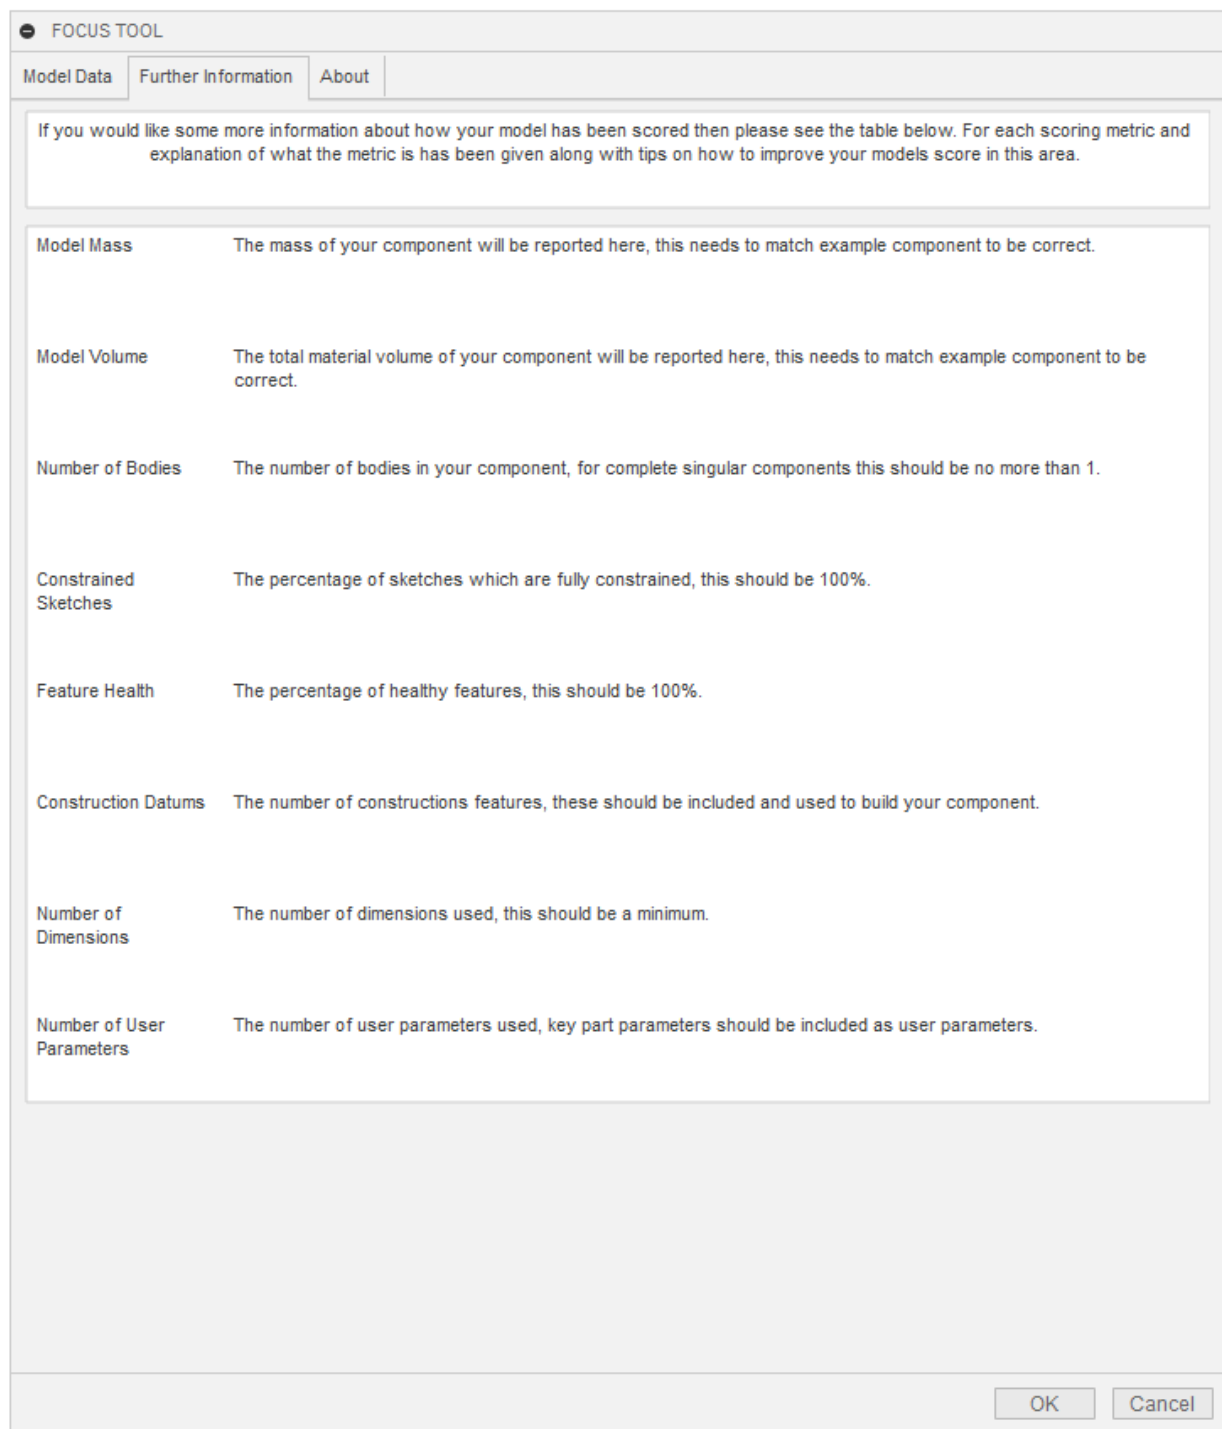 FOCUS TOOL
Model Data
Further Information
About
If you would like some more information about how your model has been scored then please see the table below. For each scoring metric and
explanation of what the metric is has been given along with tips on how to improve your models score in this area.
Model Mass
The mass of your component will be reported here, this needs to match example component to be correct.
Model Volume
The total material volume of your component will be reported here, this needs to match example component to be
correct.
Number of Bodies
The number of bodies in your component, for complete singular components this should be no more than 1.
Constrained
Sketches
The percentage of sketches which are fully constrained, this should be 100%.
Feature Health
The percentage of healthy features, this should be 100%.
Construction Datums
The number of constructions features, these should be included and used to build your component.
Number of
Dimensions
The number of dimensions used, this should be a minimum.
Number of User
Parameters
The number of user parameters used, key part parameters should be included as user parameters.
OK
Cancel